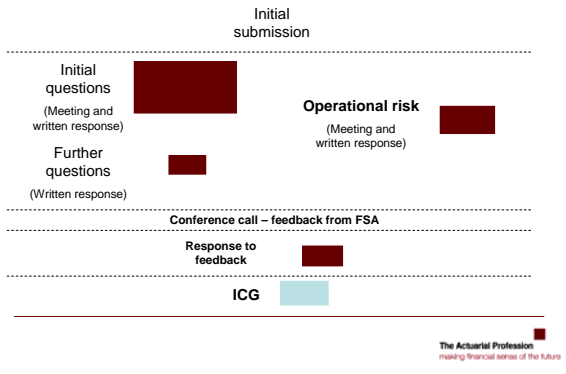 Initial
submission
Initial
questions
(Meeting and
written response)
Operational risk
(Meeting and
written response)
Further
questions
(Written response)
Conference call – feedback from FSA
Response to
feedback
ICG
The Actuarial Profession
making financial sense of the future